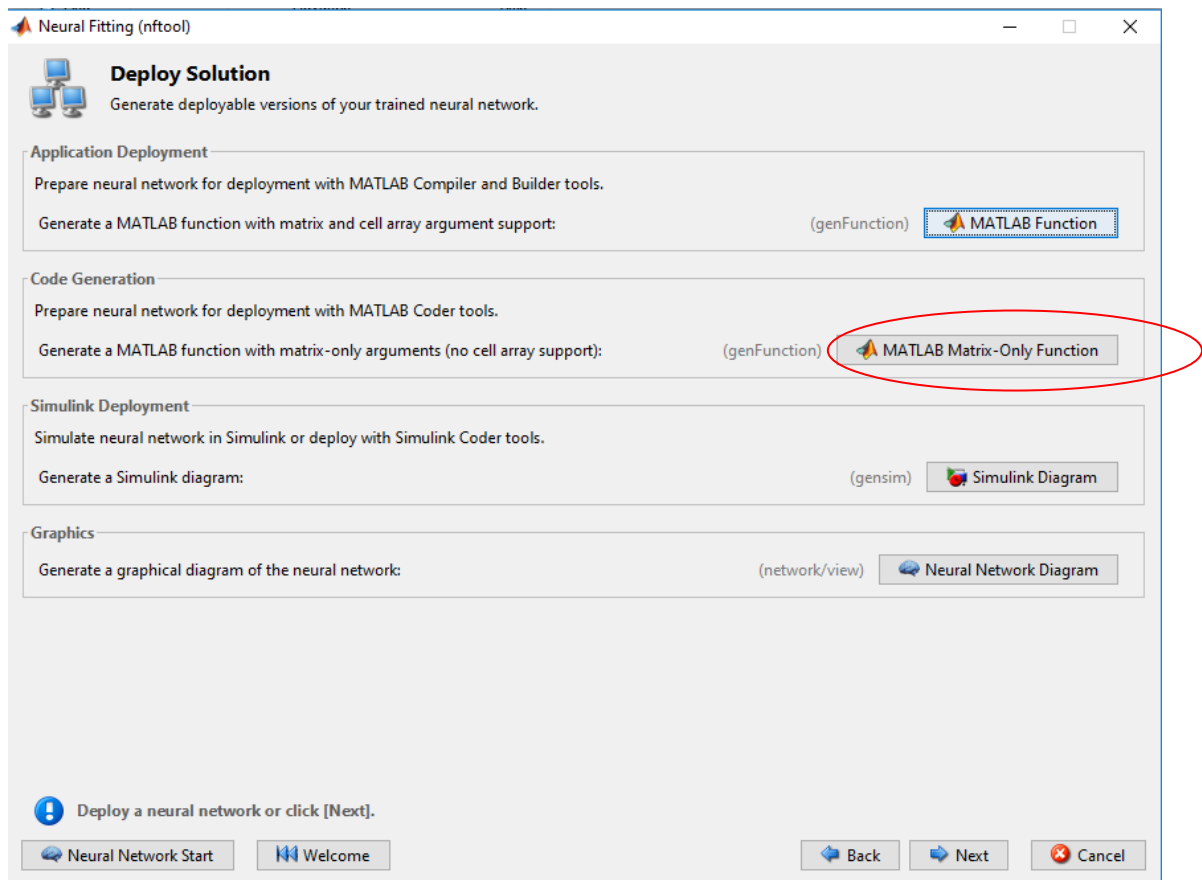 Neural Fitting (nftool)
Deploy Solution
Generate deployable versions of your trained neural network.
Application Deployment
Prepare neural network for deployment with MATLAB Compiler and Builder tools.
Generate a MATLAB function with matrix and cell array argument support: (genFunction) MATLAB Function
Code Generation
Prepare neural network for deployment with MATLAB Coder tools.
Generate a MATLAB function with matrix-only arguments (no cell array support): (genFunction) MATLAB Matrix-Only Function
Simulink Deployment
Simulate neural network in Simulink or deploy with Simulink Coder tools.
Generate a Simulink diagram: (gensim) Simulink Diagram
Graphics
Generate a graphical diagram of the neural network: (network/view) Neural Network Diagram
Deploy a neural network or click [Next].
Neural Network Start Welcome Back Next Cancel